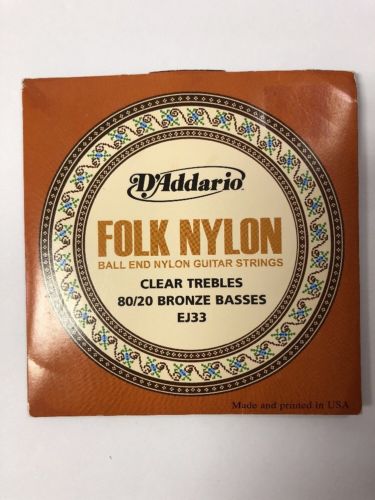 D'Addario
FOLK NYLON
BALL END NYLON GUITAR STRINGS
CLEAR TREBLES
80/20 BRONZE BASSES
EJ33
Made and printed in USA